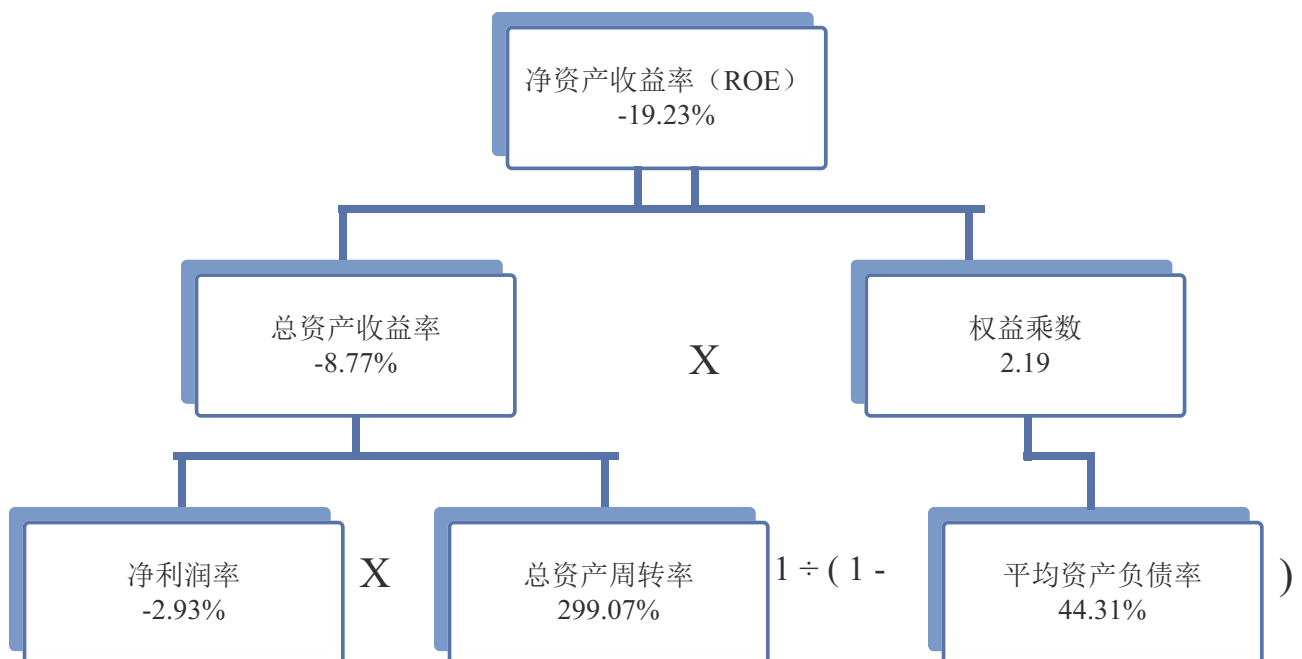 净资产收益率（ROE）
-19.23%
总资产收益率
-8.77%
X
权益乘数
2.19
净利润率
-2.93%
X
总资产周转率
299.07%
1 ÷ ( 1 -
平均资产负债率
44.31%
)